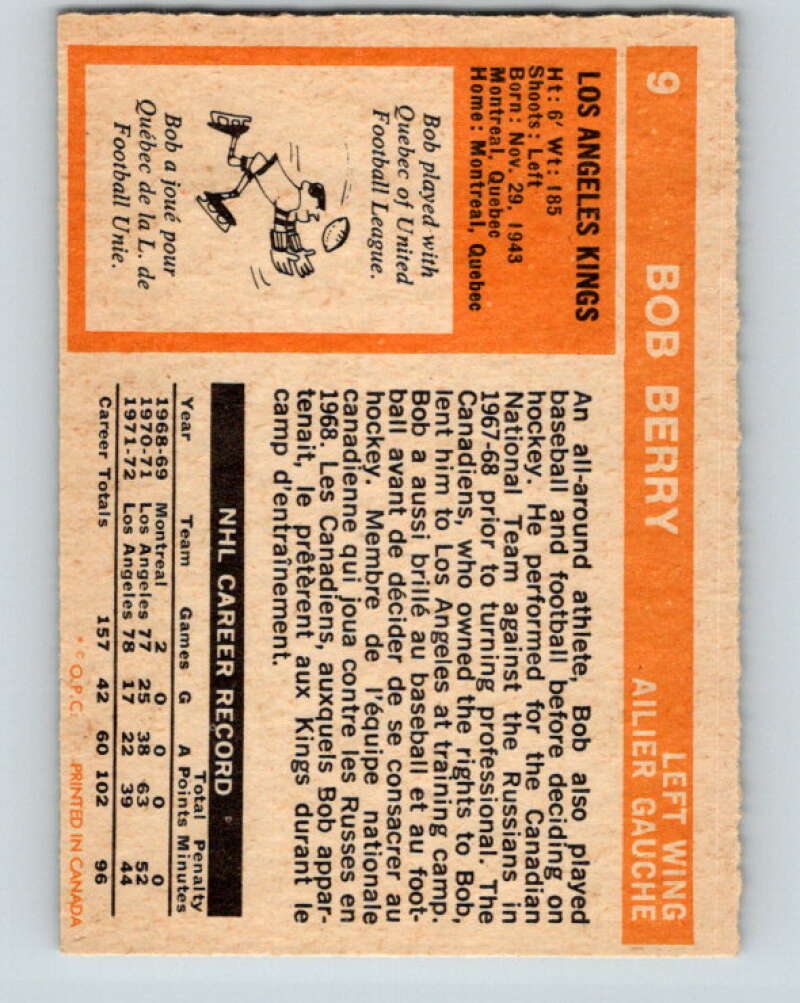 9 BOB BERRY LEFT WING
AILIER GAUCHE
LOS ANGELES KINGS
Ht: 6' Wt: 185
Shoots: Left
Born: Nov. 29, 1943
Montreal, Quebec
Home: Montreal, Quebec
Bob played with
Quebec of United
Football League.
Bob a joué pour
Québec de la L. de
Football Unie.
An all-around athlete, Bob also played
baseball and football before deciding on
hockey. He performed for the Canadian
National Team against the Russians in
1967-68 prior to turning professional. The
Canadiens, who owned the rights to Bob,
lent him to Los Angeles at training camp.
Bob a aussi brillé au baseball et au foot-
ball avant de décider de se consacrer au
hockey. Membre de l'équipe nationale
canadienne qui joua contre les Russes en
1968. Les Canadiens, auxquels Bob appar-
tenait, le prêtèrent aux Kings durant le
camp d'entraînement.
NHL CAREER RECORD
Total Penalty
Year Team Games G A Points Minutes
1968-69 Montreal 2 0 0 0 0
1970-71 Los Angeles 77 25 38 63 52
1971-72 Los Angeles 78 17 22 39 44
Career Totals 157 42 60 102 96
* © O.P.C. PRINTED IN CANADA